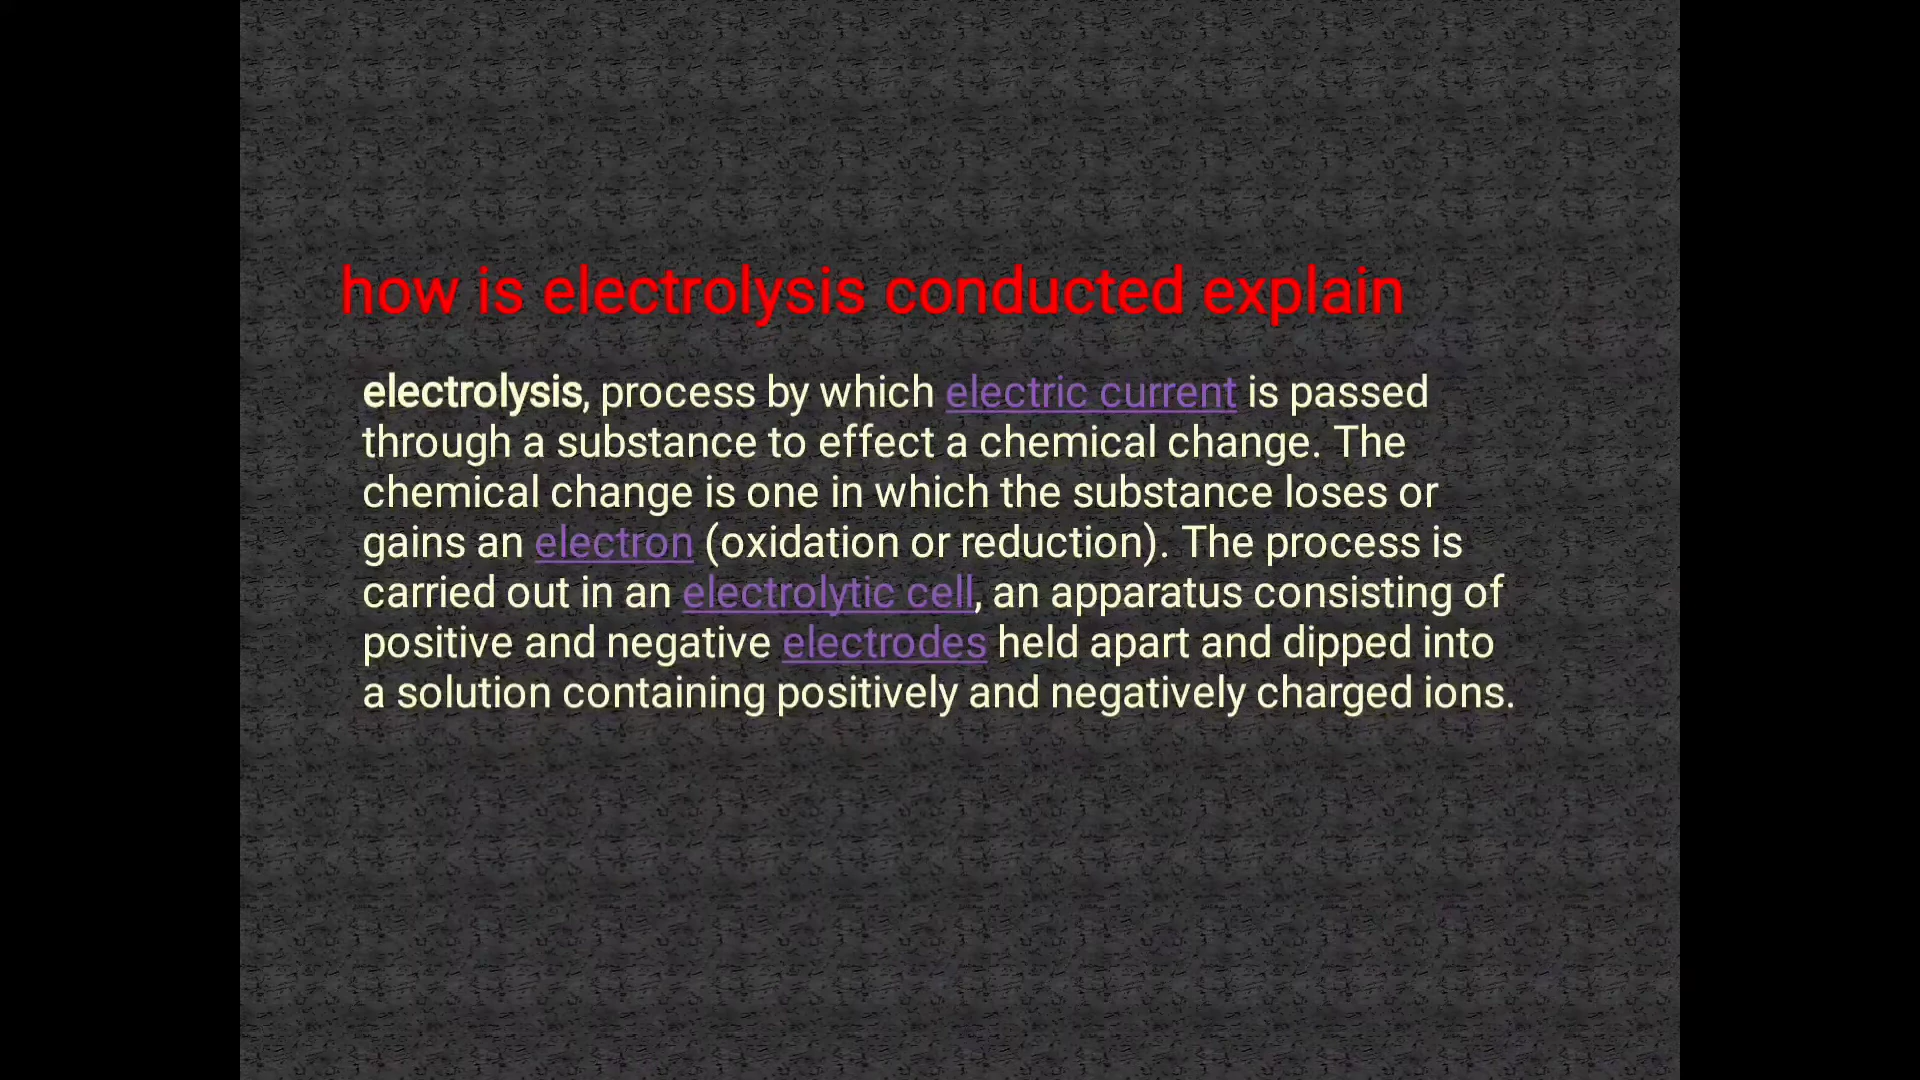 how is electrolysis conducted explain
electrolysis, process by which electric current is passed
through a substance to effect a chemical change. The
chemical change is one in which the substance loses or
gains an electron (oxidation or reduction). The process is
carried out in an electrolytic cell, an apparatus consisting of
positive and negative electrodes held apart and dipped into
a solution containing positively and negatively charged ions.